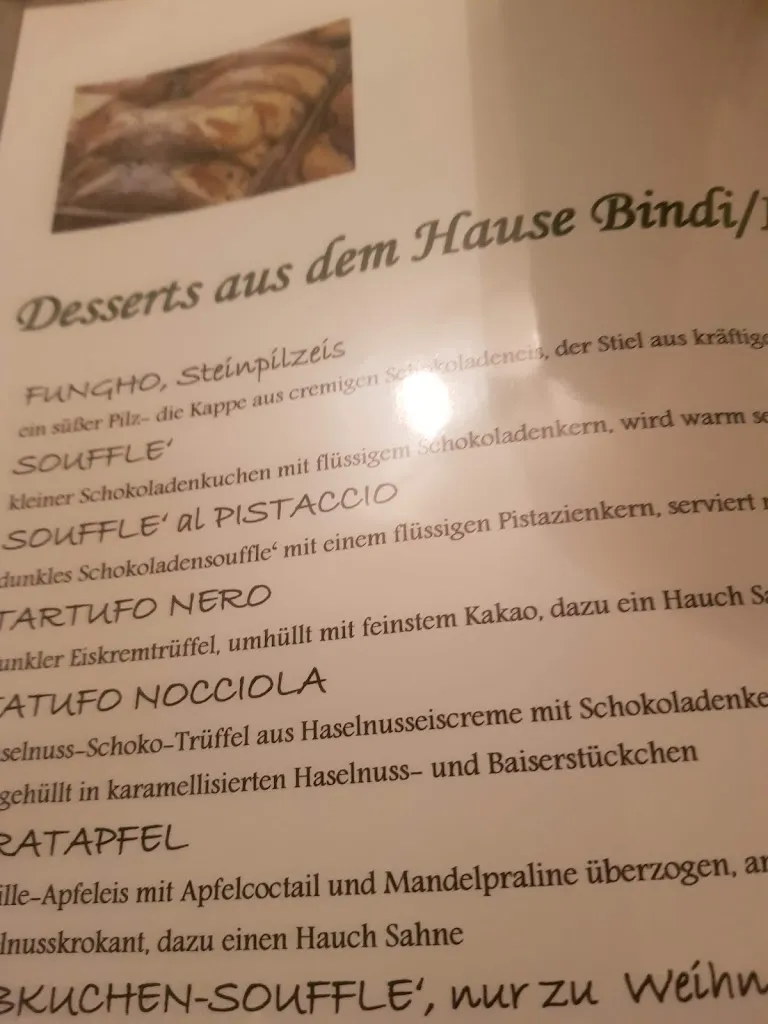 Desserts aus dem Hause Bindi/
FUNGHO, Steinpilzeis
ein süßer Pilz- die Kappe aus cremigen Schokoladeneis, der Stiel aus kräftig
SOUFFLE'
kleiner Schokoladenkuchen mit flüssigem Schokoladenkern, wird warm se
SOUFFLE' al PISTACCIO
dunkles Schokoladensouffle' mit einem flüssigen Pistazienkern, serviert
TARTUFO NERO
unkler Eiskremtrüffel, umhüllt mit feinstem Kakao, dazu ein Hauch Sa
TATUFO NOCCIOLA
selnuss-Schoko-Trüffel aus Haselnusseiscreme mit Schokoladenke
gehüllt in karamellisierten Haselnuss- und Baiserstückchen
RATAPFEL
ille-Apfeleis mit Apfelcoctail und Mandelpraline überzogen, an
lnusskrokant, dazu einen Hauch Sahne
BKUCHEN-SOUFFLE', nur zu Weihn